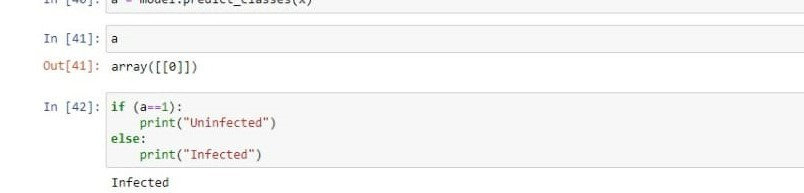 In [40]: a = model.predict_classes(x)
In [41]: a
Out[41]: array([[0]])
In [42]: if (a==1):
    print("Uninfected")
else:
    print("Infected")
Infected